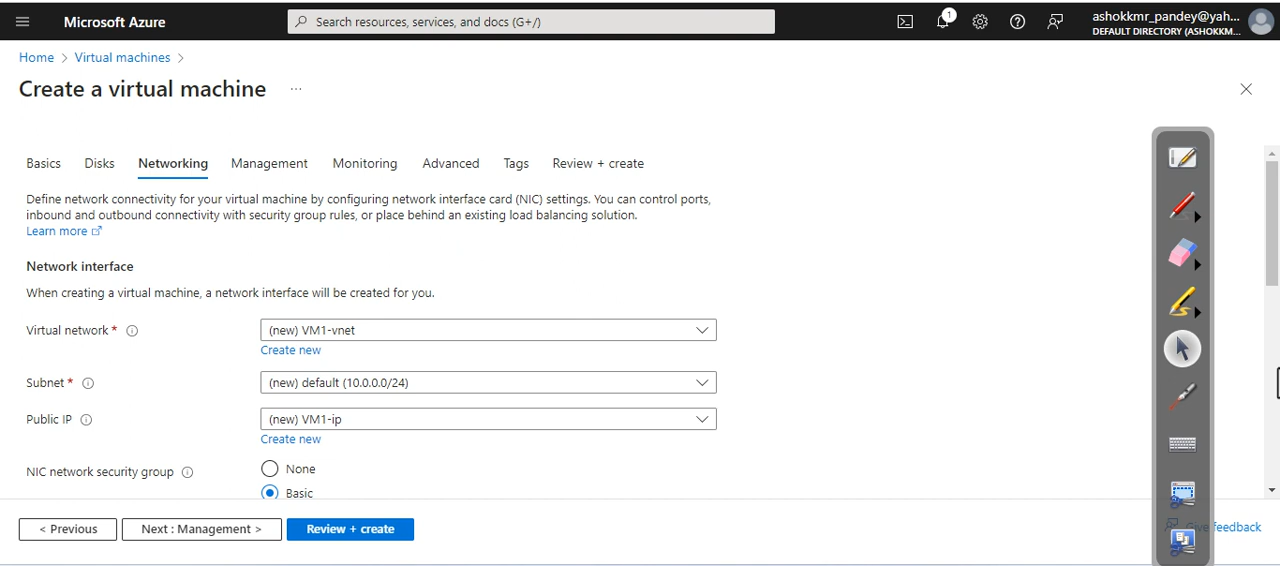 Microsoft Azure
Search resources, services, and docs (G+/)
1
ashokkmr_pandey@yah...
DEFAULT DIRECTORY (ASHOKKM...
Home > Virtual machines >
Create a virtual machine ...
Basics Disks Networking Management Monitoring Advanced Tags Review + create
Define network connectivity for your virtual machine by configuring network interface card (NIC) settings. You can control ports,
inbound and outbound connectivity with security group rules, or place behind an existing load balancing solution.
Learn more
Network interface
When creating a virtual machine, a network interface will be created for you.
Virtual network * (new) VM1-vnet
Create new
Subnet * (new) default (10.0.0.0/24)
Public IP (new) VM1-ip
Create new
NIC network security group None
Basic
< Previous Next : Management > Review + create
Give feedback